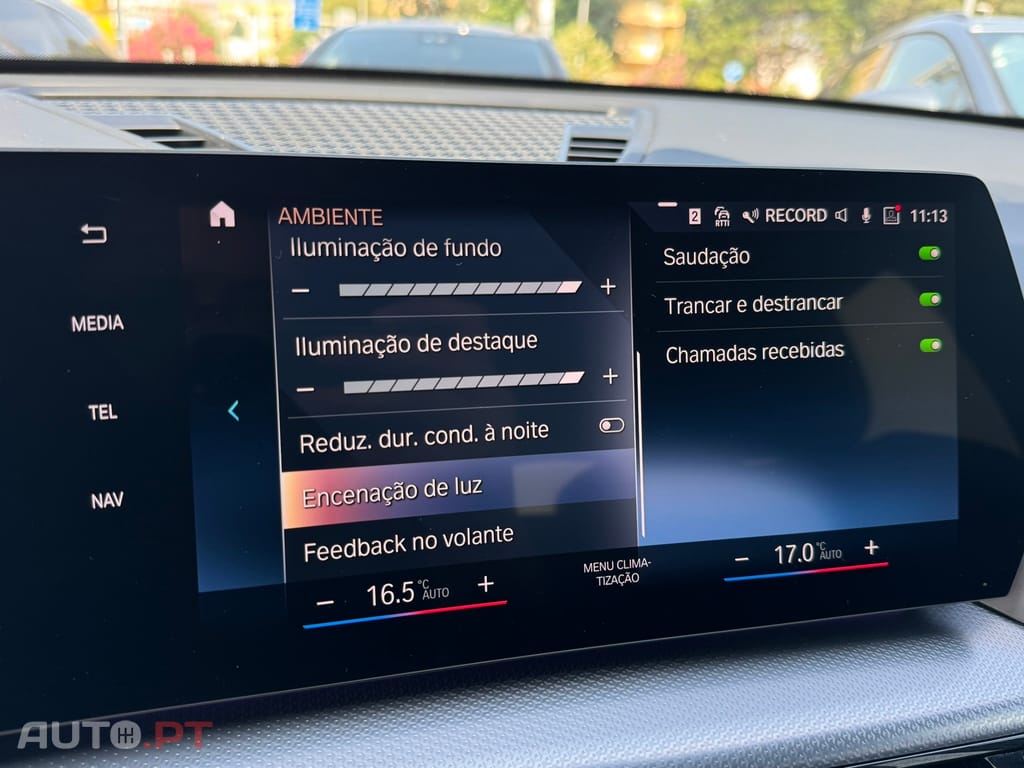 AMBIENTE
2 RTTI RECORD 11:13
MEDIA
TEL
NAV
Iluminação de fundo
Iluminação de destaque
Reduz. dur. cond. à noite
Encenação de luz
Feedback no volante
Saudação
Trancar e destrancar
Chamadas recebidas
− 16.5 °C AUTO +
MENU CLIMA-
TIZAÇÃO
− 17.0 °C AUTO +
AUTO.PT